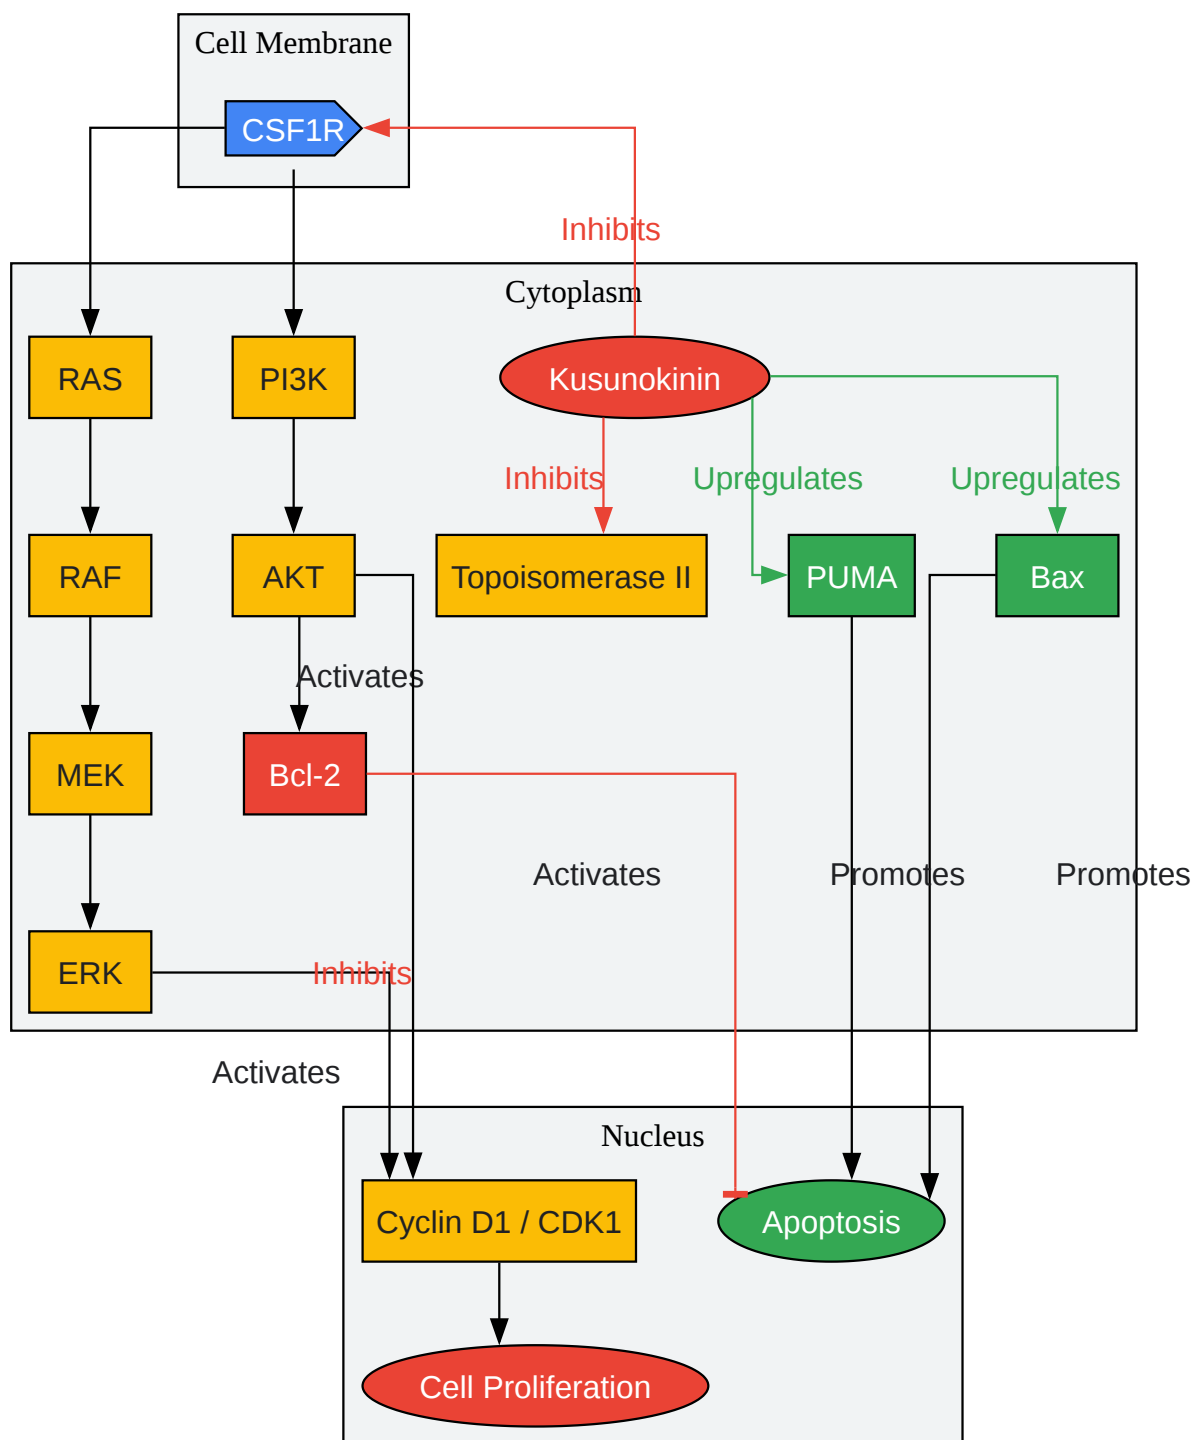 Cell Membrane
CSF1R
Inhibits
Cytoplasm
RAS
PI3K
Kusunokinin
Inhibits
Upregulates
Upregulates
RAF
AKT
Topoisomerase II
PUMA
Bax
Activates
MEK
Bcl-2
Activates
Promotes
Promotes
ERK
Inhibits
Activates
Nucleus
Cyclin D1 / CDK1
Apoptosis
Cell Proliferation